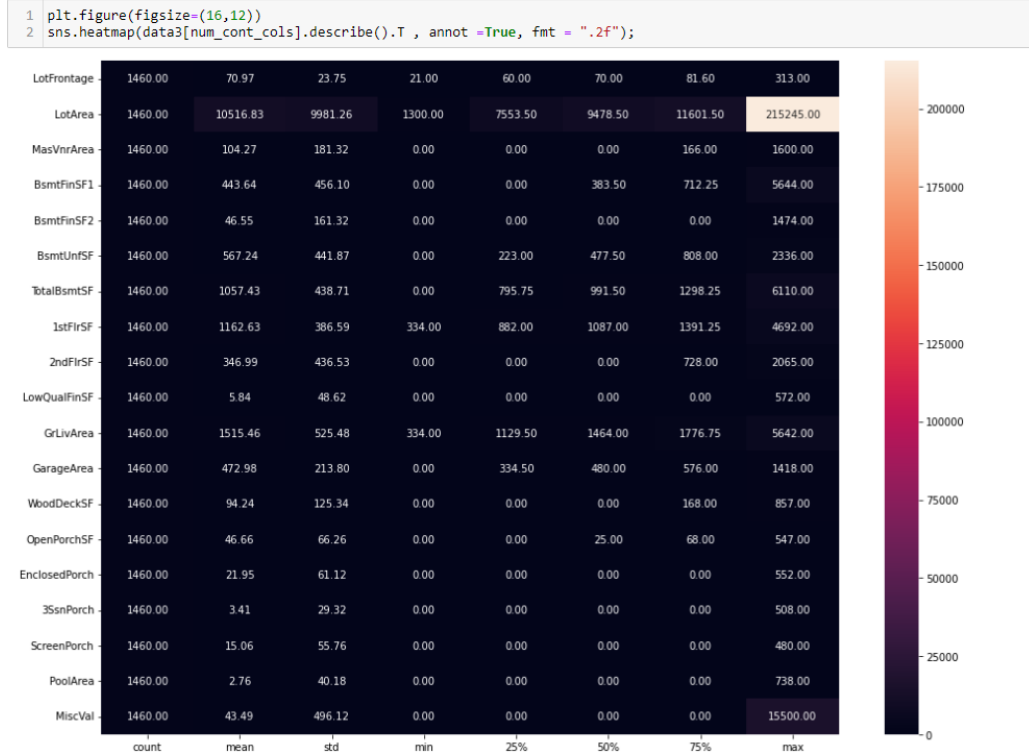 1 plt.figure(figsize=(16,12))
2 sns.heatmap(data3[num_cont_cols].describe().T , annot =True, fmt = ".2f");
LotFrontage 1460.00 70.97 23.75 21.00 60.00 70.00 81.60 313.00
LotArea 1460.00 10516.83 9981.26 1300.00 7553.50 9478.50 11601.50 215245.00
MasVnrArea 1460.00 104.27 181.32 0.00 0.00 0.00 166.00 1600.00
BsmtFinSF1 1460.00 443.64 456.10 0.00 0.00 383.50 712.25 5644.00
BsmtFinSF2 1460.00 46.55 161.32 0.00 0.00 0.00 0.00 1474.00
BsmtUnfSF 1460.00 567.24 441.87 0.00 223.00 477.50 808.00 2336.00
TotalBsmtSF 1460.00 1057.43 438.71 0.00 795.75 991.50 1298.25 6110.00
1stFlrSF 1460.00 1162.63 386.59 334.00 882.00 1087.00 1391.25 4692.00
2ndFlrSF 1460.00 346.99 436.53 0.00 0.00 0.00 728.00 2065.00
LowQualFinSF 1460.00 5.84 48.62 0.00 0.00 0.00 0.00 572.00
GrLivArea 1460.00 1515.46 525.48 334.00 1129.50 1464.00 1776.75 5642.00
GarageArea 1460.00 472.98 213.80 0.00 334.50 480.00 576.00 1418.00
WoodDeckSF 1460.00 94.24 125.34 0.00 0.00 0.00 168.00 857.00
OpenPorchSF 1460.00 46.66 66.26 0.00 0.00 25.00 68.00 547.00
EnclosedPorch 1460.00 21.95 61.12 0.00 0.00 0.00 0.00 552.00
3SsnPorch 1460.00 3.41 29.32 0.00 0.00 0.00 0.00 508.00
ScreenPorch 1460.00 15.06 55.76 0.00 0.00 0.00 0.00 480.00
PoolArea 1460.00 2.76 40.18 0.00 0.00 0.00 0.00 738.00
MiscVal 1460.00 43.49 496.12 0.00 0.00 0.00 0.00 15500.00
count mean std min 25% 50% 75% max
200000
175000
150000
125000
100000
75000
50000
25000
0